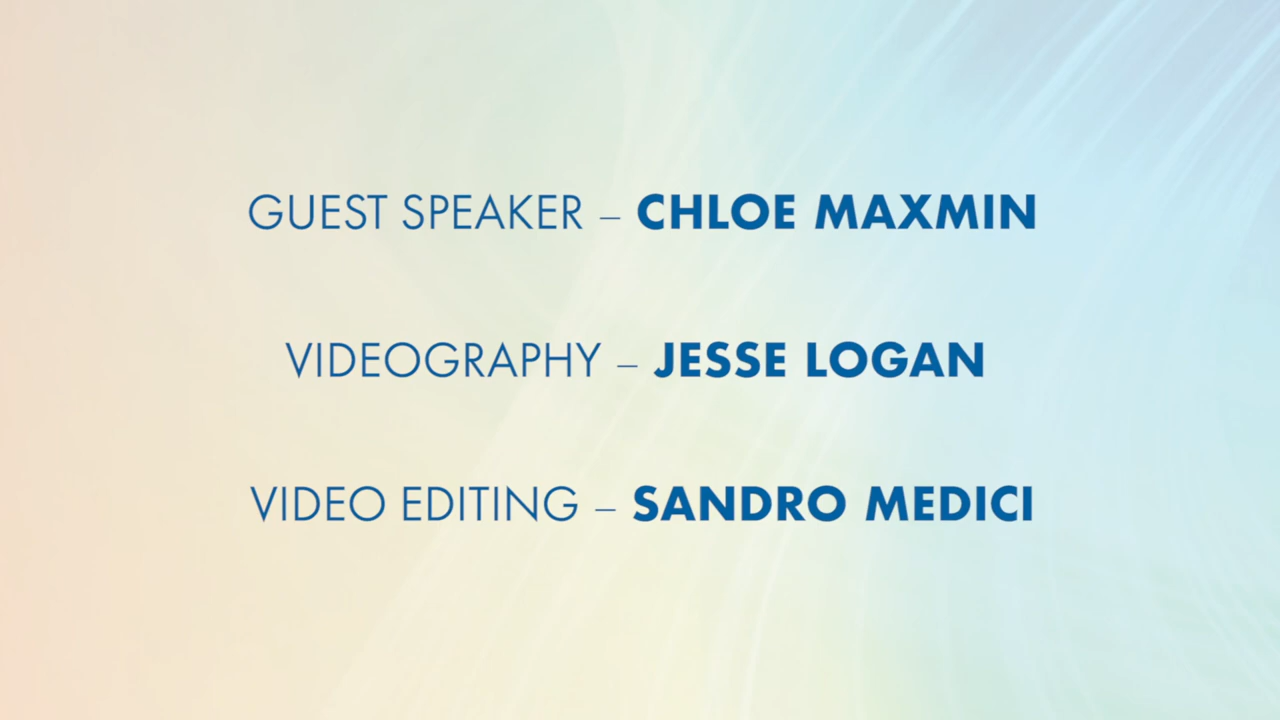 GUEST SPEAKER – CHLOE MAXMIN
VIDEOGRAPHY – JESSE LOGAN
VIDEO EDITING – SANDRO MEDICI